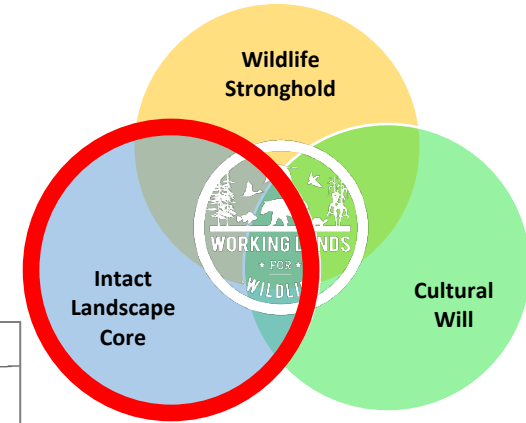 Wildlife
Stronghold
WORKING LANDS
★ FOR ★
WILDLIFE
Intact
Landscape
Core
Cultural
Will